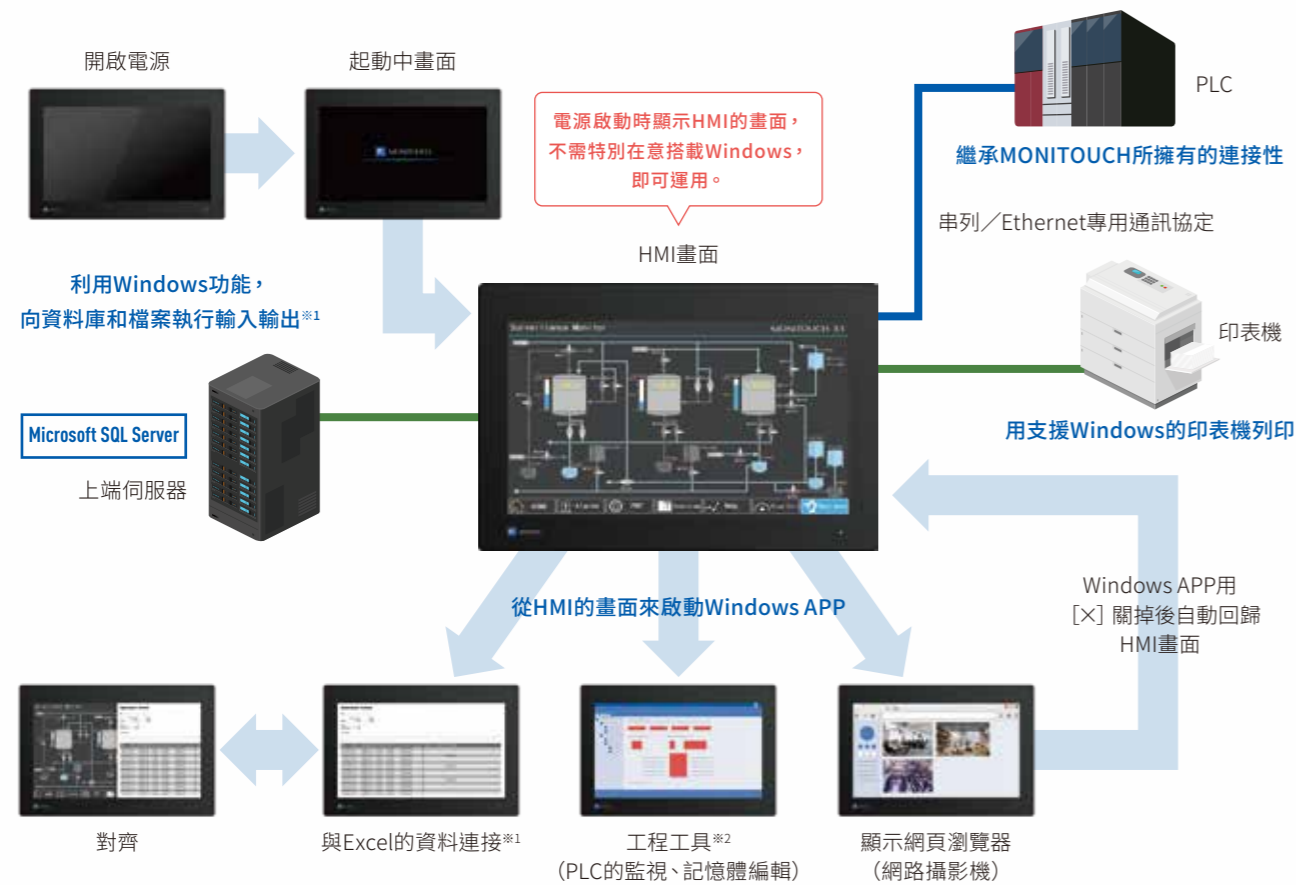 開啟電源
起動中畫面
電源啟動時顯示HMI的畫面，
不需特別在意搭載Windows，
即可運用。
HMI畫面
PLC
繼承MONITOUCH所擁有的連接性
串列／Ethernet專用通訊協定
印表機
用支援Windows的印表機列印
利用Windows功能，
向資料庫和檔案執行輸入輸出※1
Microsoft SQL Server
上端伺服器
Surveillance Monitor
MONITOUCH X1
從HMI的畫面來啟動Windows APP
Windows APP用
［×］關掉後自動回歸
HMI畫面
對齊
與Excel的資料連接※1
工程工具※2
（PLC的監視、記憶體編輯）
顯示網頁瀏覽器
（網路攝影機）